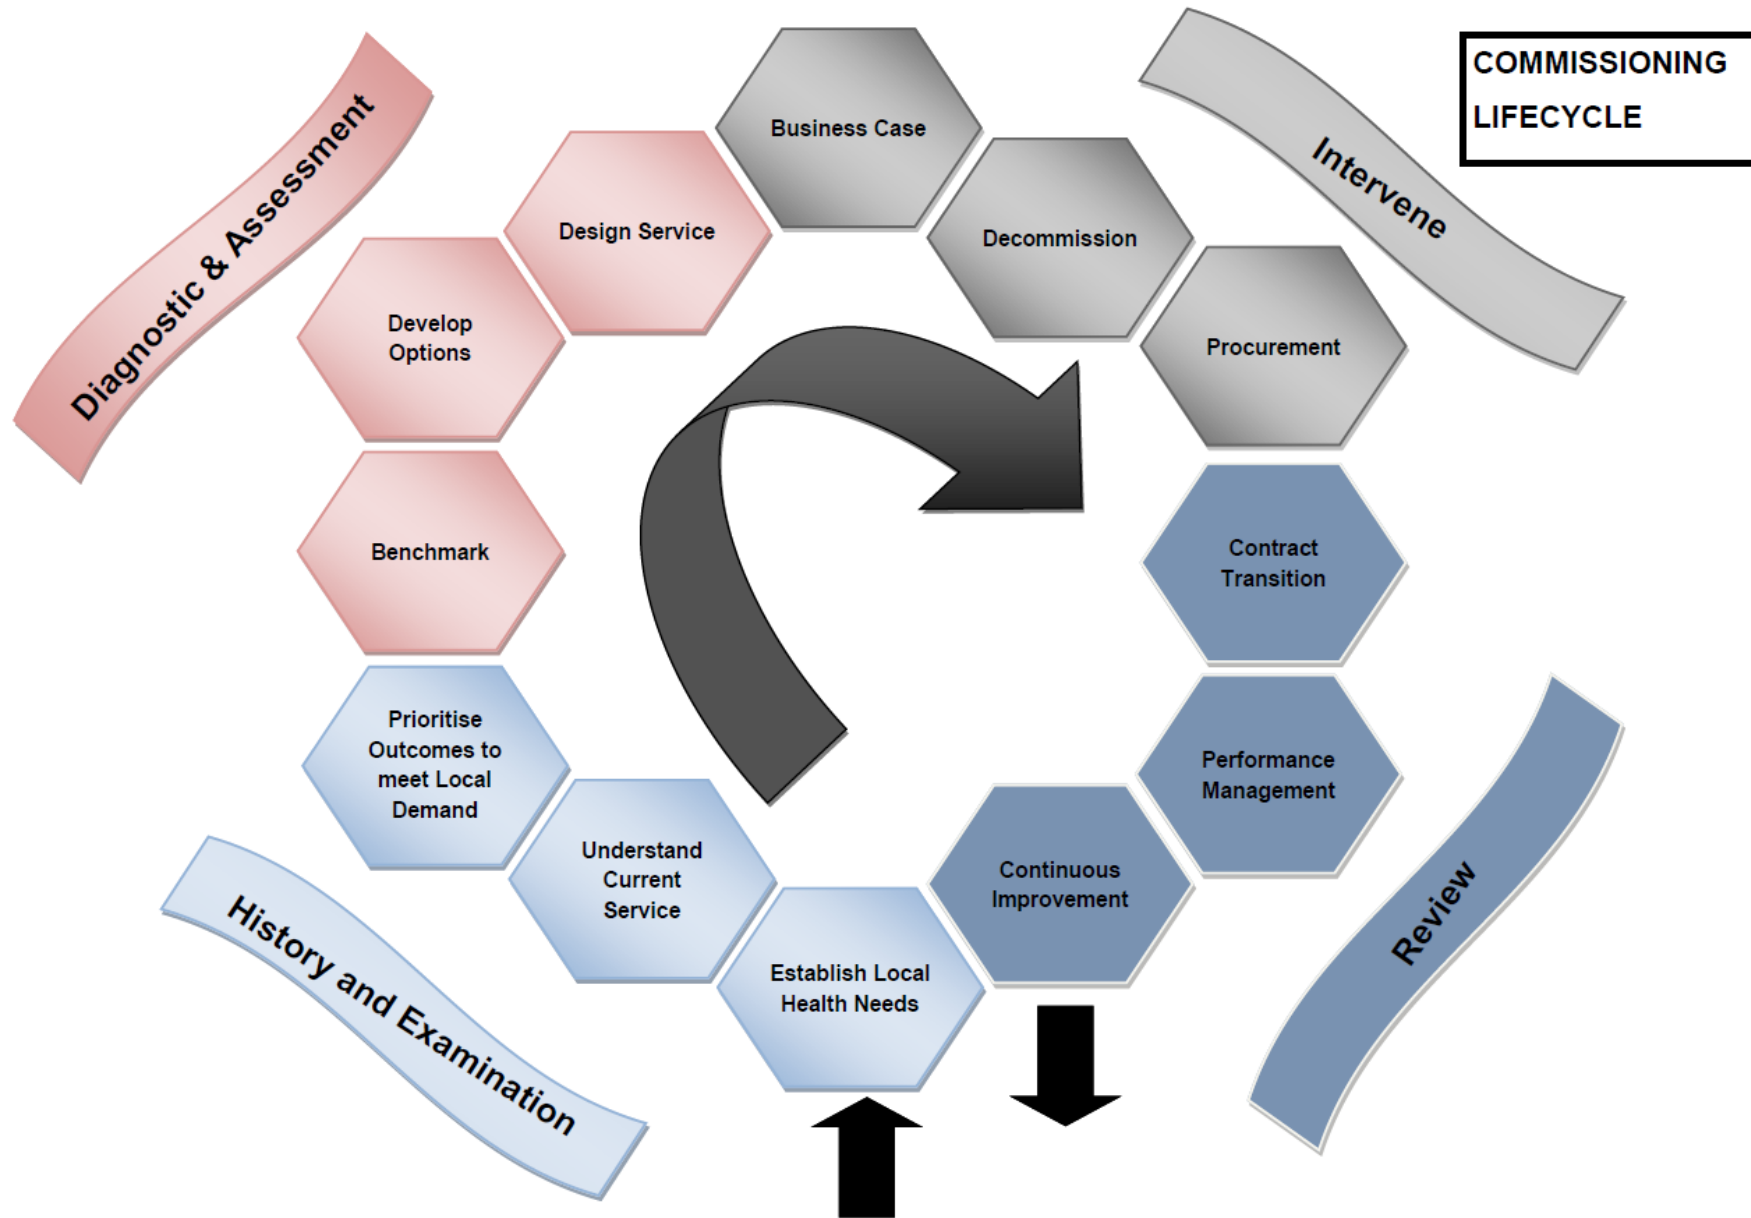 COMMISSIONING
LIFECYCLE
Diagnostic & Assessment
Intervene
Business Case
Design Service
Decommission
Develop
Options
Procurement
Benchmark
Contract
Transition
Prioritise
Outcomes to
meet Local
Demand
Performance
Management
Understand
Current
Service
Continuous
Improvement
Establish Local
Health Needs
History and Examination
Review